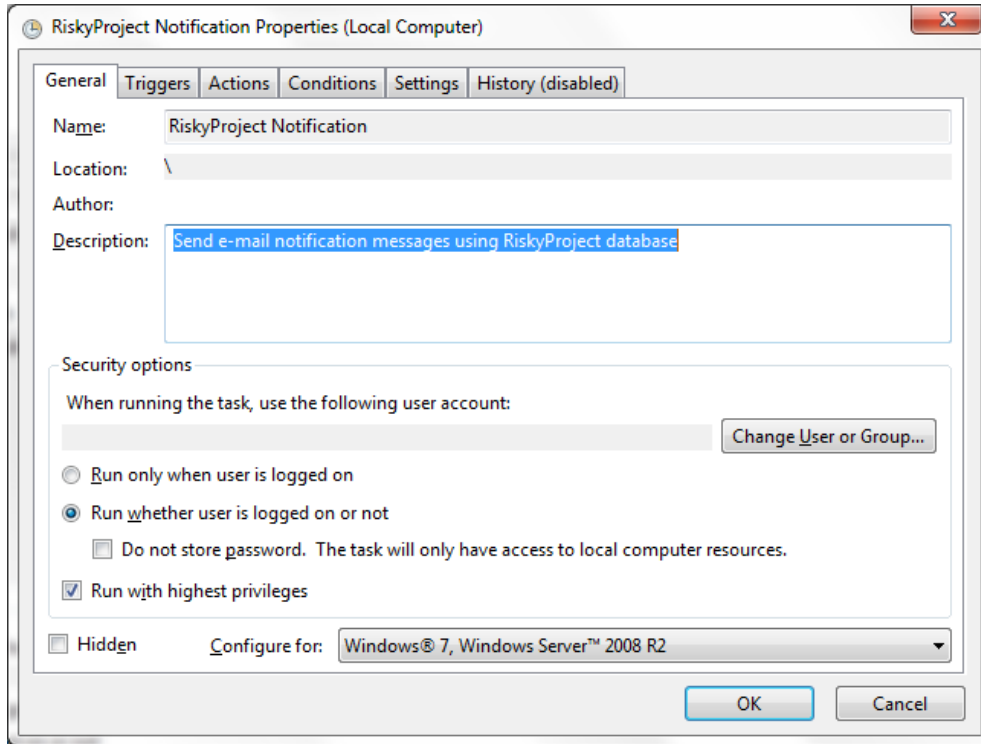 RiskyProject Notification Properties (Local Computer)
General Triggers Actions Conditions Settings History (disabled)
Name: RiskyProject Notification
Location: \
Author:
Description: Send e-mail notification messages using RiskyProject database
Security options
When running the task, use the following user account:
Change User or Group...
Run only when user is logged on
Run whether user is logged on or not
Do not store password. The task will only have access to local computer resources.
Run with highest privileges
Hidden Configure for: Windows® 7, Windows Server™ 2008 R2
OK Cancel